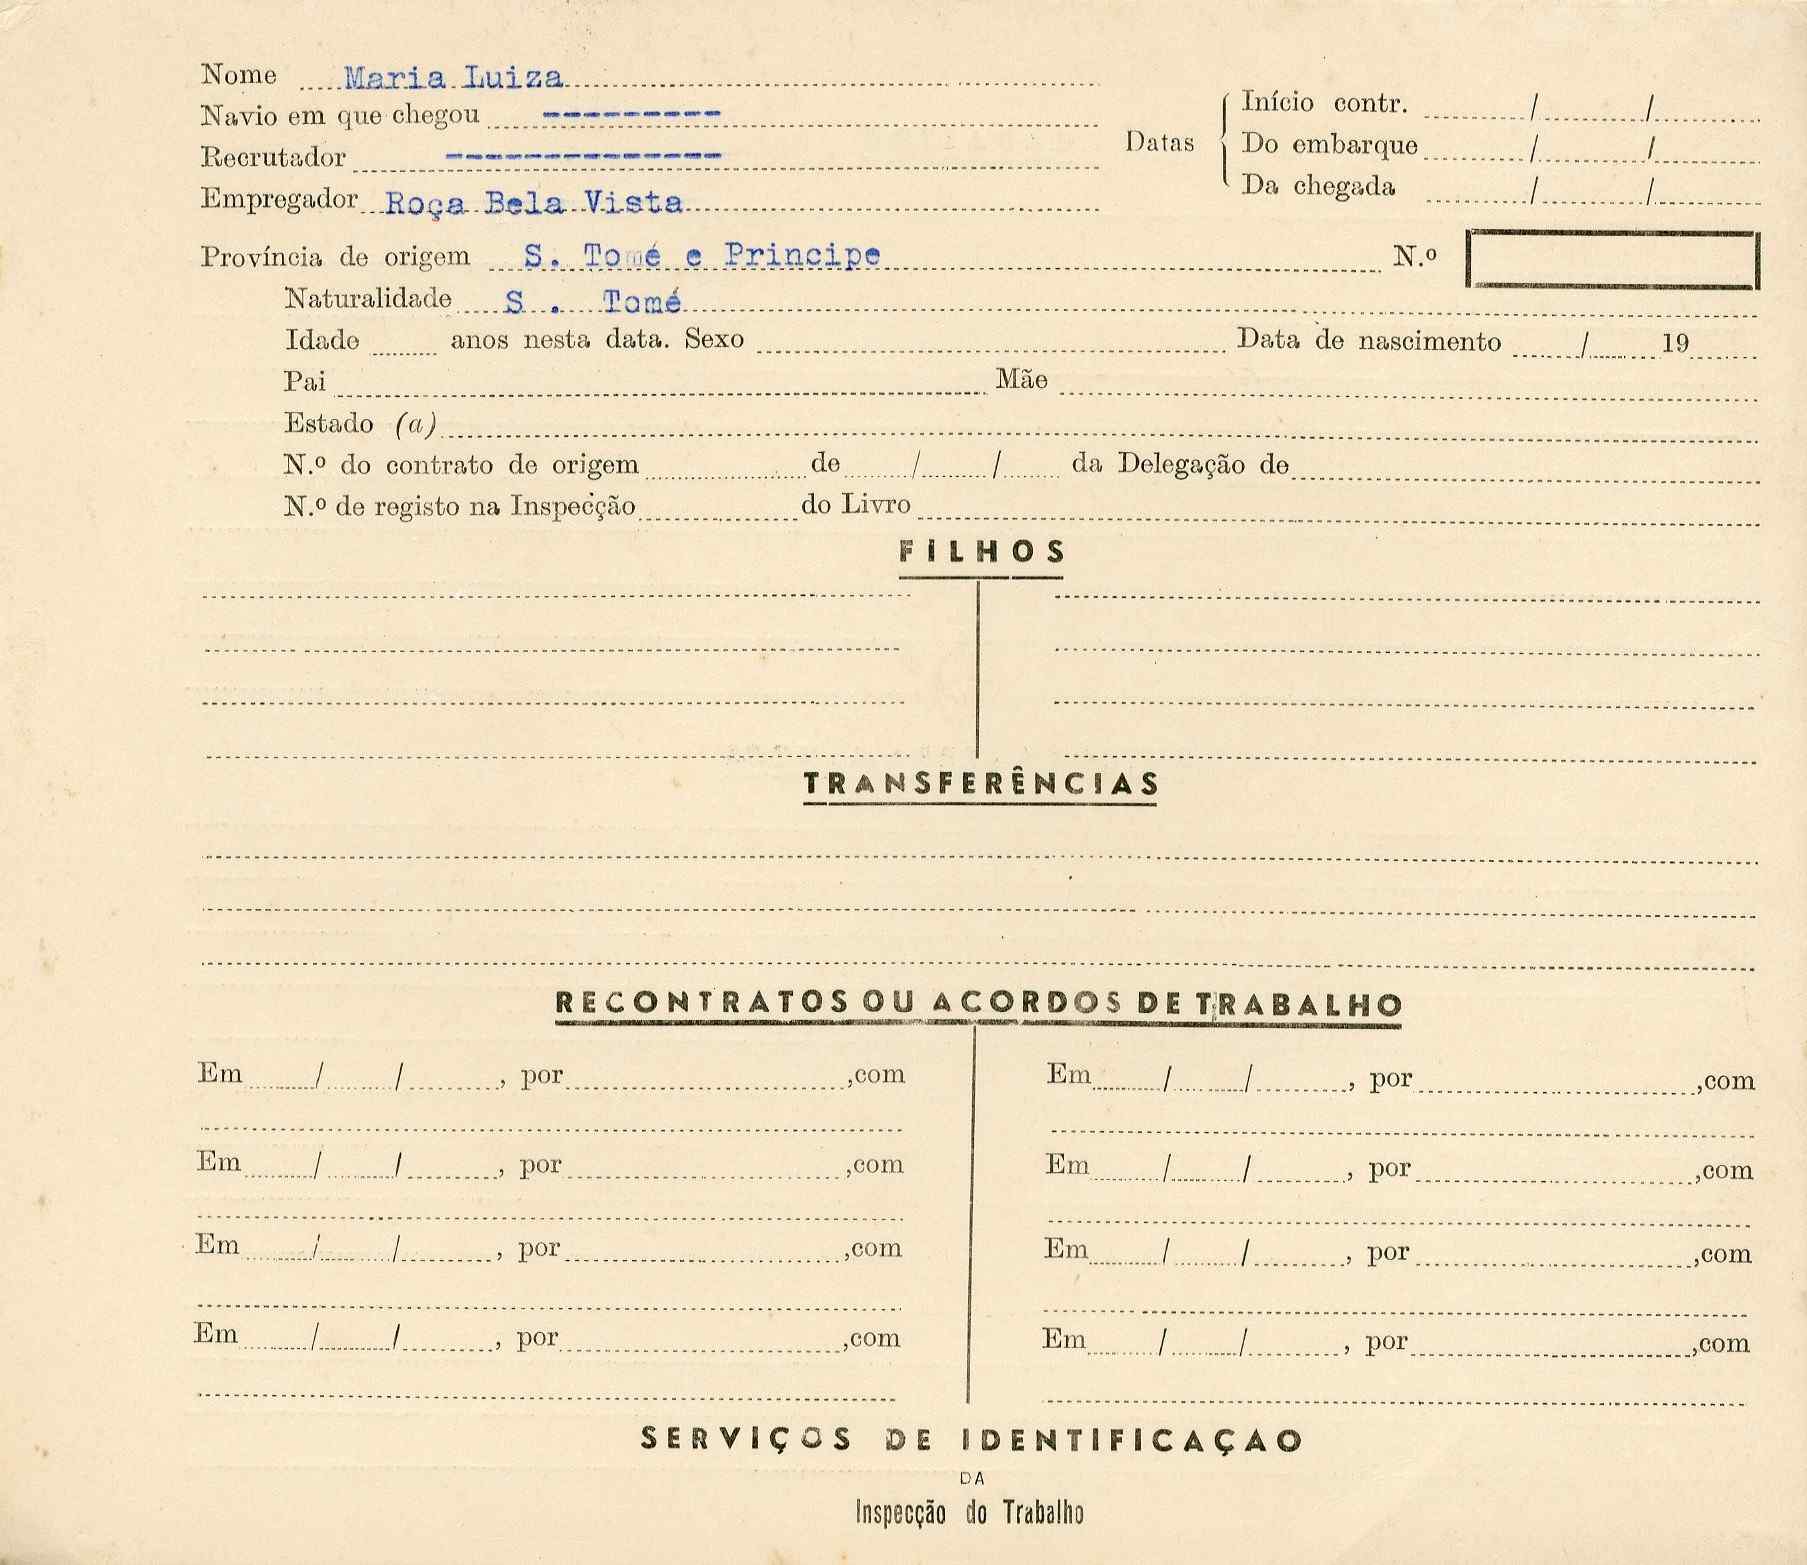 Nome Maria Luiza
Navio em que chegou ---------
Recrutador --------------
Empregador Roça Bela Vista
Datas
Início contr. / /
Do embarque / /
Da chegada / /
Província de origem S. Tomé e Principe N.º
Naturalidade S . Tomé
Idade anos nesta data. Sexo Data de nascimento / 19
Pai Mãe
Estado (a)
N.º do contrato de origem de / / da Delegação de
N.º de registo na Inspecção do Livro
FILHOS
TRANSFERÊNCIAS
RECONTRATOS OU ACORDOS DE TRABALHO
Em / / , por ,com
Em / / , por ,com
Em / / , por ,com
Em / / , por ,com
Em / / , por ,com
Em / / , por ,com
Em / / , por ,com
Em / / , por ,com
SERVIÇOS DE IDENTIFICAÇAO
DA
Inspecção do Trabalho